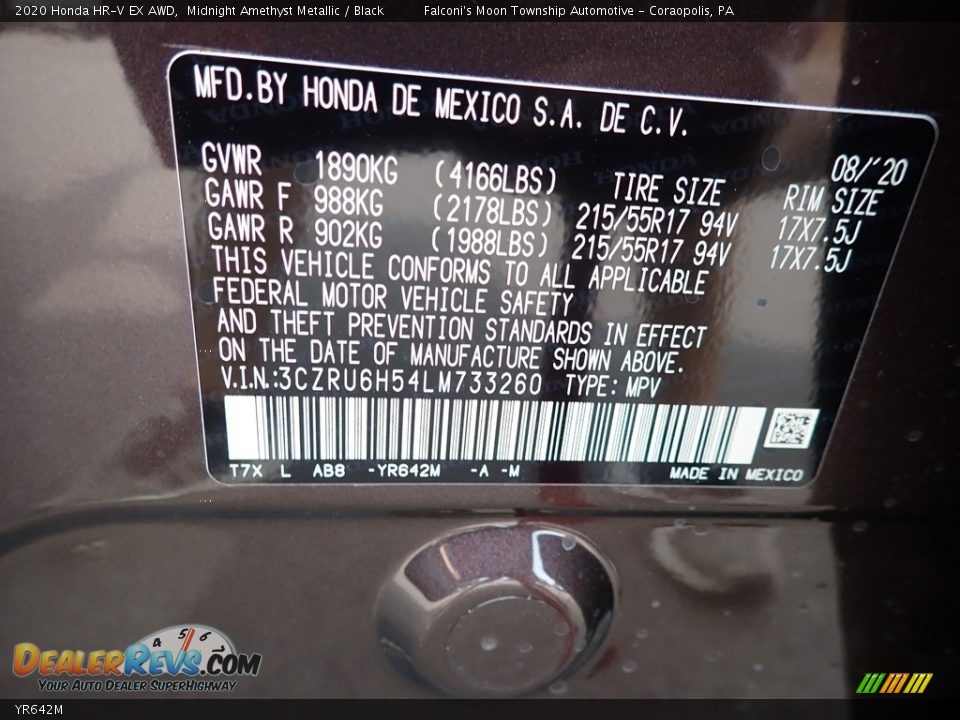 2020 Honda HR-V EX AWD, Midnight Amethyst Metallic / Black Falconi's Moon Township Automotive - Coraopolis, PA
MFD.BY HONDA DE MEXICO S.A. DE C.V.
08/'20
GVWR 1890KG (4166LBS) TIRE SIZE RIM SIZE
GAWR F 988KG (2178LBS) 215/55R17 94V 17X7.5J
GAWR R 902KG (1988LBS) 215/55R17 94V 17X7.5J
THIS VEHICLE CONFORMS TO ALL APPLICABLE
FEDERAL MOTOR VEHICLE SAFETY
AND THEFT PREVENTION STANDARDS IN EFFECT
ON THE DATE OF MANUFACTURE SHOWN ABOVE.
V.I.N.:3CZRU6H54LM733260 TYPE: MPV
T7X L AB8 -YR642M -A -M MADE IN MEXICO
4 5 6
DEALERREVS.COM
YOUR AUTO DEALER SUPERHIGHWAY
YR642M